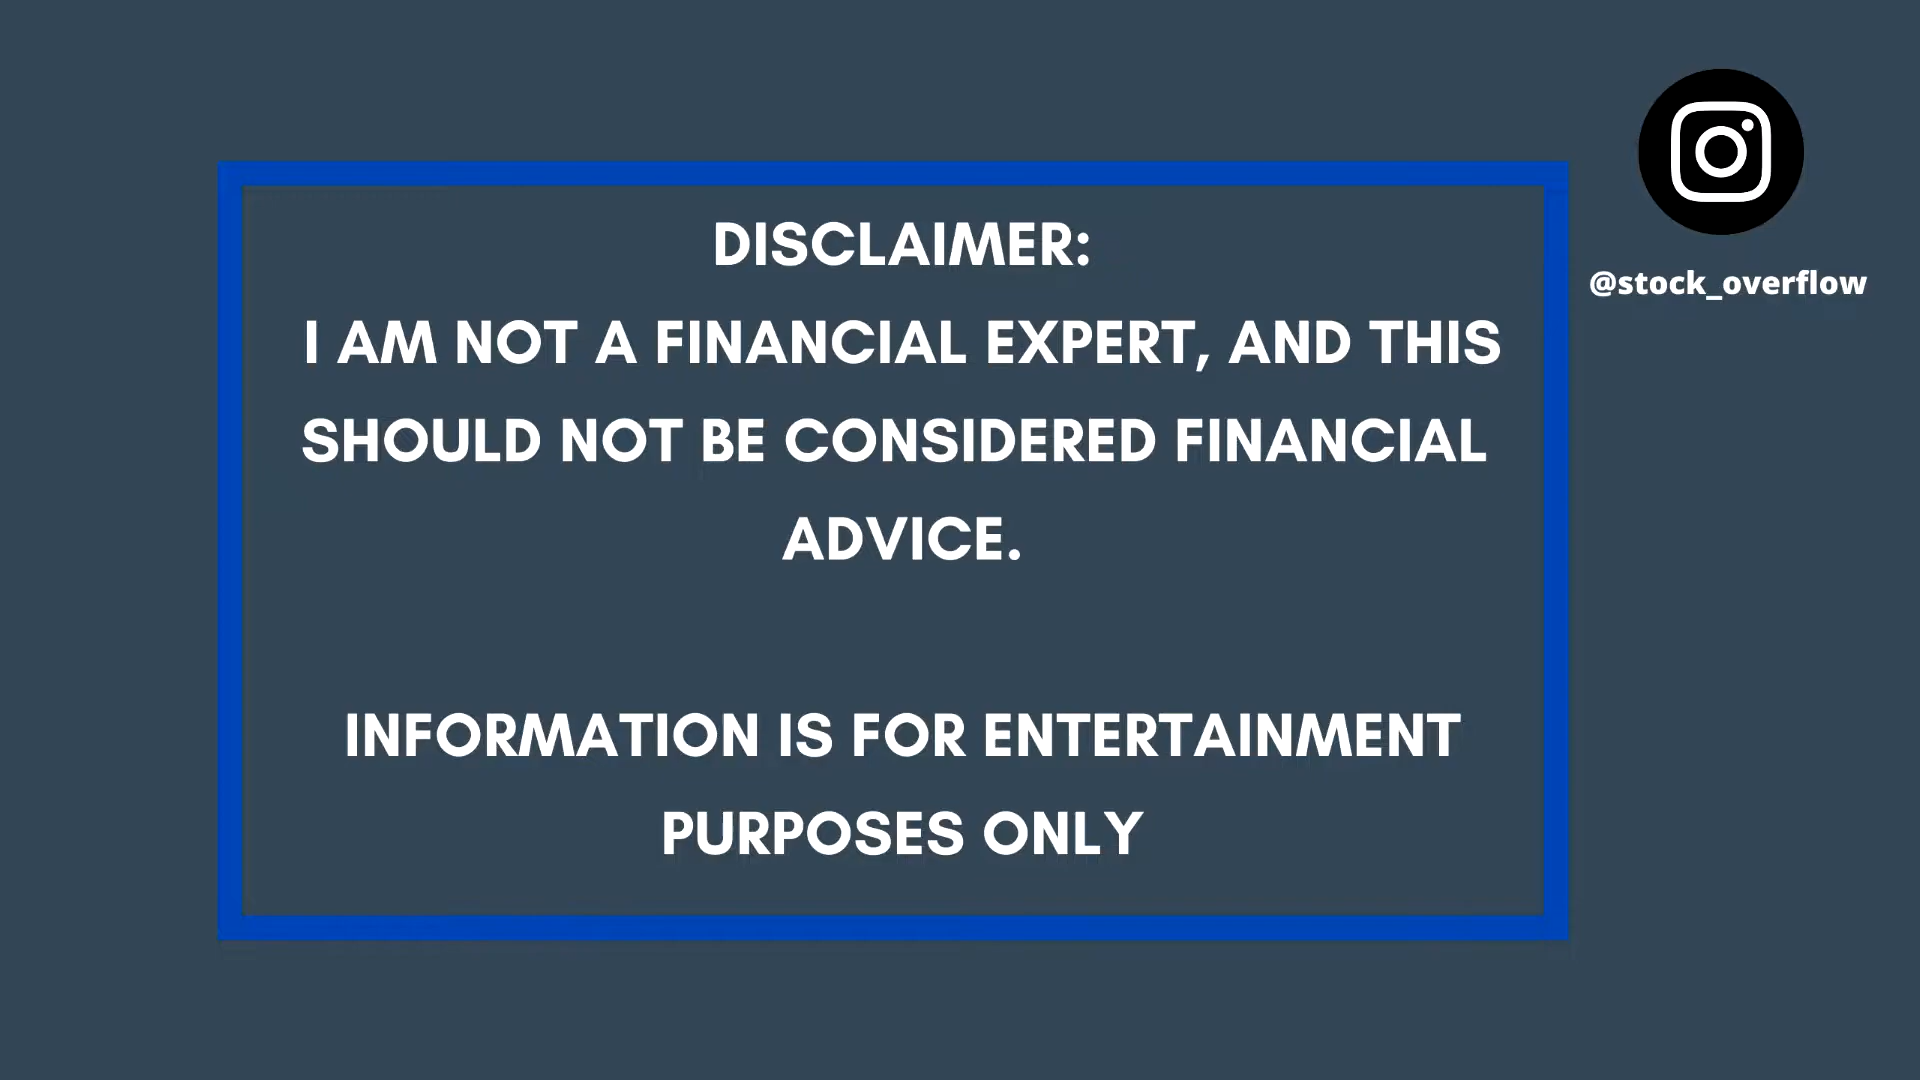 DISCLAIMER:
I AM NOT A FINANCIAL EXPERT, AND THIS
SHOULD NOT BE CONSIDERED FINANCIAL
ADVICE.
INFORMATION IS FOR ENTERTAINMENT
PURPOSES ONLY
@stock_overflow